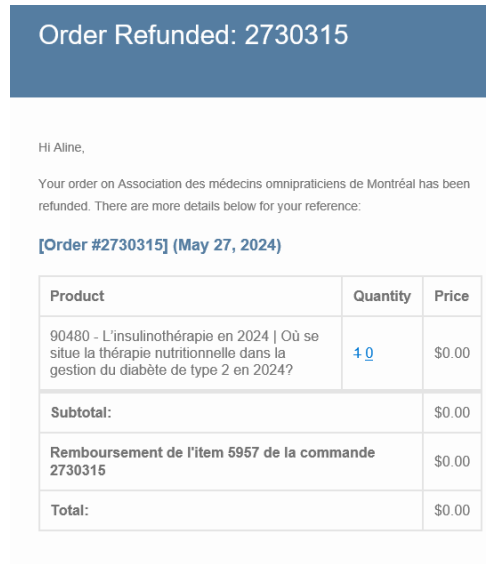 Order Refunded: 2730315
Hi Aline,
Your order on Association des médecins omnipraticiens de Montréal has been
refunded. There are more details below for your reference:
[Order #2730315] (May 27, 2024)
Product Quantity Price
90480 - L'insulinothérapie en 2024 | Où se
situe la thérapie nutritionnelle dans la
gestion du diabète de type 2 en 2024?
1 0 $0.00
Subtotal: $0.00
Remboursement de l'item 5957 de la commande
2730315
$0.00
Total: $0.00